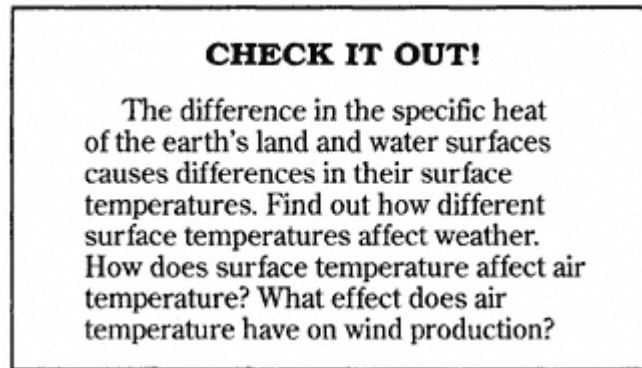 CHECK IT OUT!
The difference in the specific heat
of the earth's land and water surfaces
causes differences in their surface
temperatures. Find out how different
surface temperatures affect weather.
How does surface temperature affect air
temperature? What effect does air
temperature have on wind production?